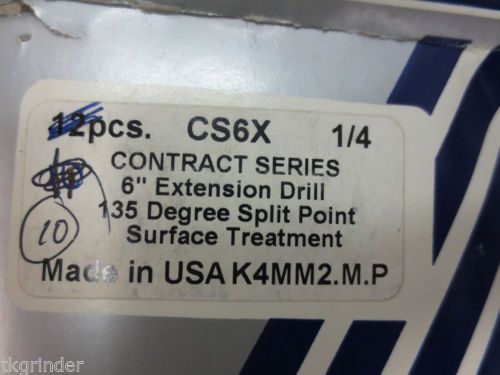 12pcs. CS6X 1/4
CONTRACT SERIES
6" Extension Drill
10 135 Degree Split Point
Surface Treatment
Made in USA K4MM2.M.P
tkgrinder